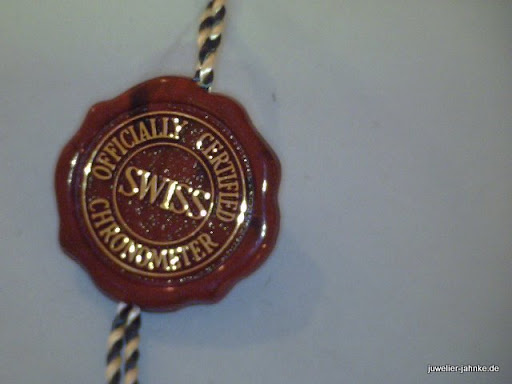 OFFICIALLY CERTIFIED
SWISS
CHRONOMETER
juwelier-jahnke.de